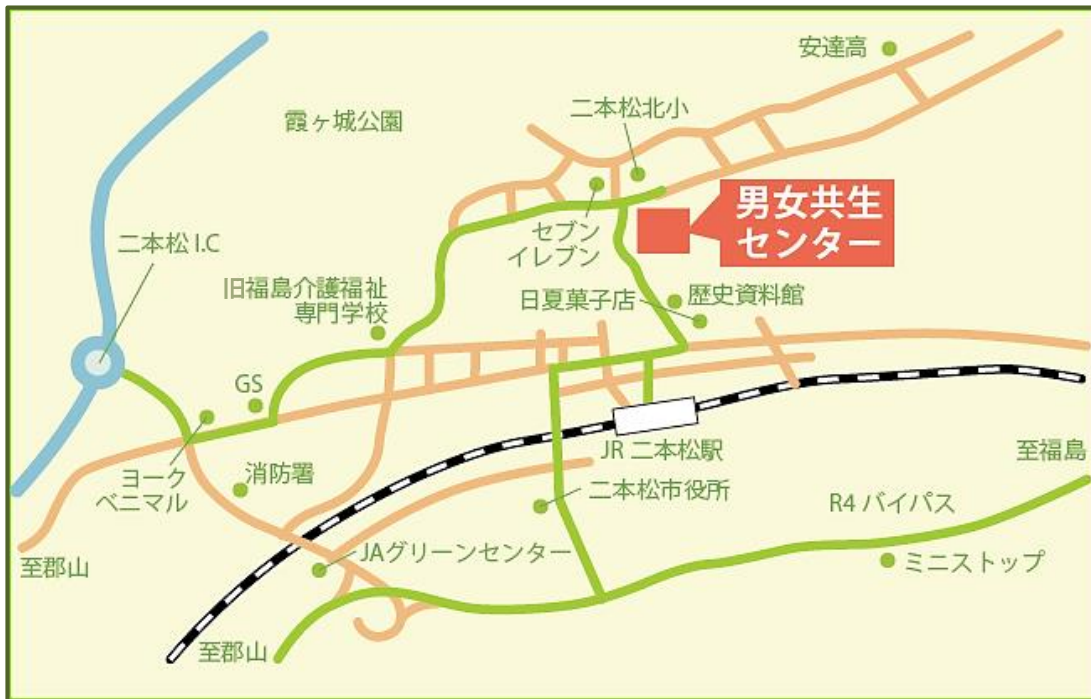 安達高
二本松北小
霞ヶ城公園
男女共生
センター
セブン
イレブン
二本松 I.C
旧福島介護福祉
専門学校
日夏菓子店
歴史資料館
GS
ヨーク
ベニマル
消防署
JR 二本松駅
至福島
二本松市役所
R4 バイパス
JAグリーンセンター
ミニストップ
至郡山
至郡山